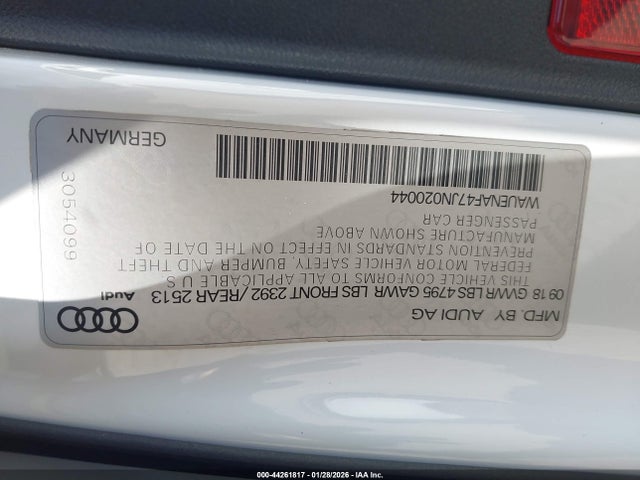 MFD. BY AUDI AG
09 18 GVWR LBS 4795 GAWR LBS FRONT 2392 / REAR 2513
Audi
THIS VEHICLE CONFORMS TO ALL APPLICABLE U S
FEDERAL MOTOR VEHICLE SAFETY, BUMPER AND THEFT
PREVENTION STANDARDS IN EFFECT ON THE DATE OF
MANUFACTURE SHOWN ABOVE
PASSENGER CAR
WAUENAF47JN020044
3054099
GERMANY
000-44261817 | 01/28/2026 - IAA Inc.